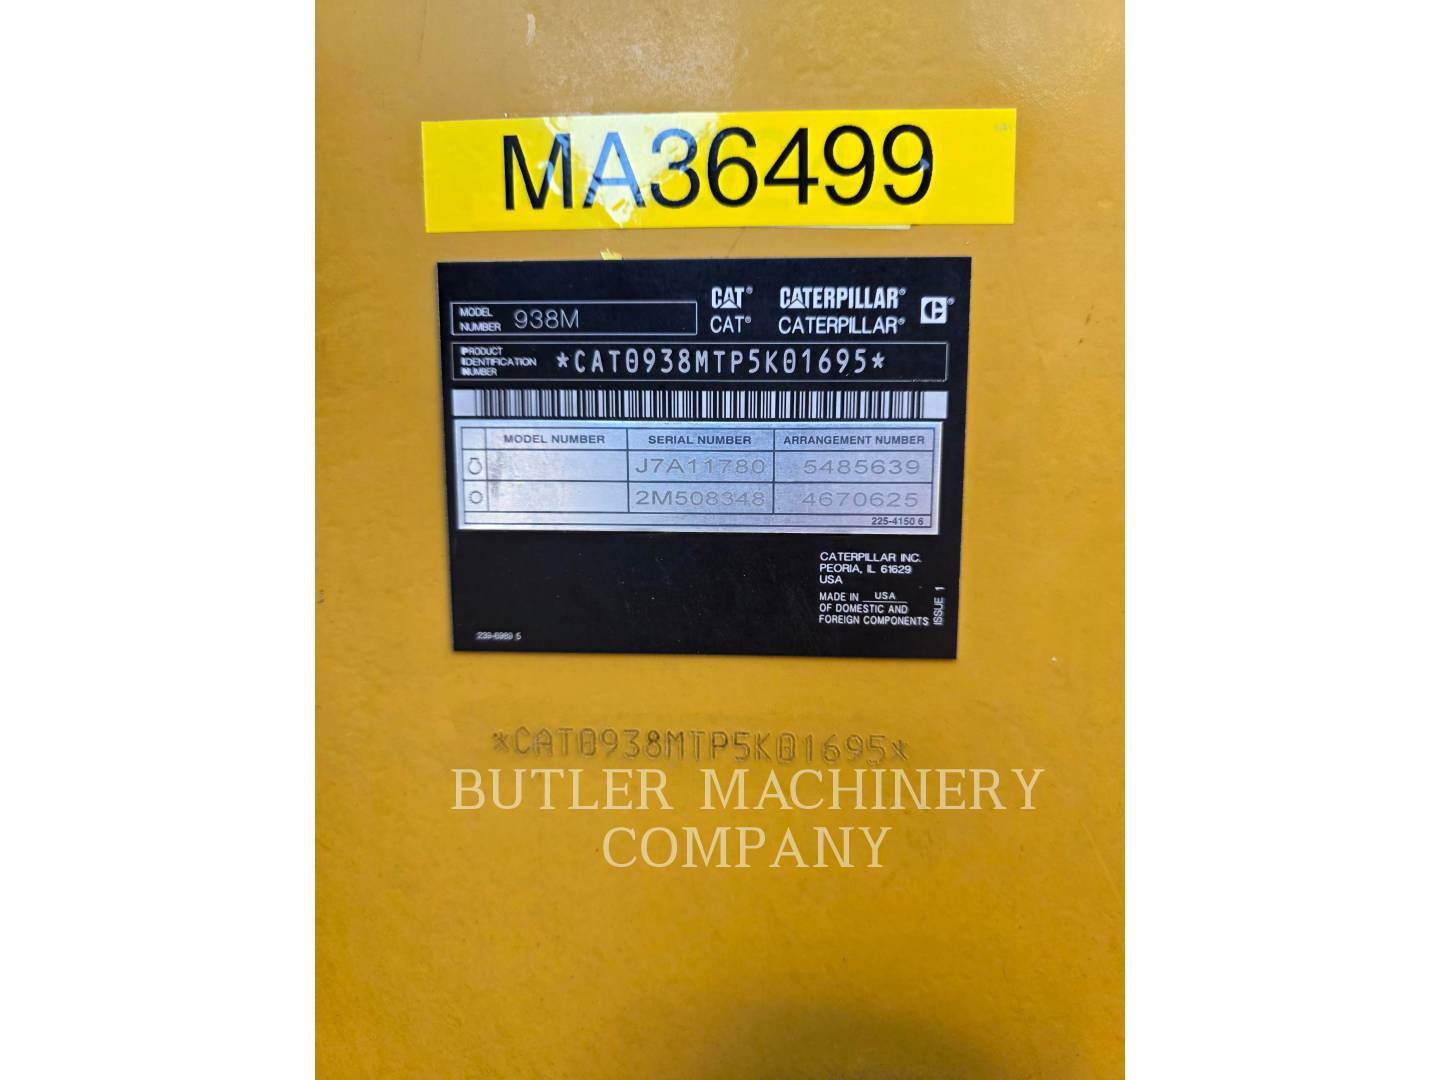 MA36499
CAT® CATERPILLAR® C®
MODEL NUMBER 938M CAT® CATERPILLAR®
PRODUCT IDENTIFICATION NUMBER *CAT0938MTP5K01695*
MODEL NUMBER SERIAL NUMBER ARRANGEMENT NUMBER
J7A11780 5485639
2M508348 4670625
225-4150 6
CATERPILLAR INC.
PEORIA, IL 61629
USA
MADE IN USA
OF DOMESTIC AND
FOREIGN COMPONENTS
ISSUE 1
239-6969 5
*CAT0938MTP5K01695*
BUTLER MACHINERY
COMPANY